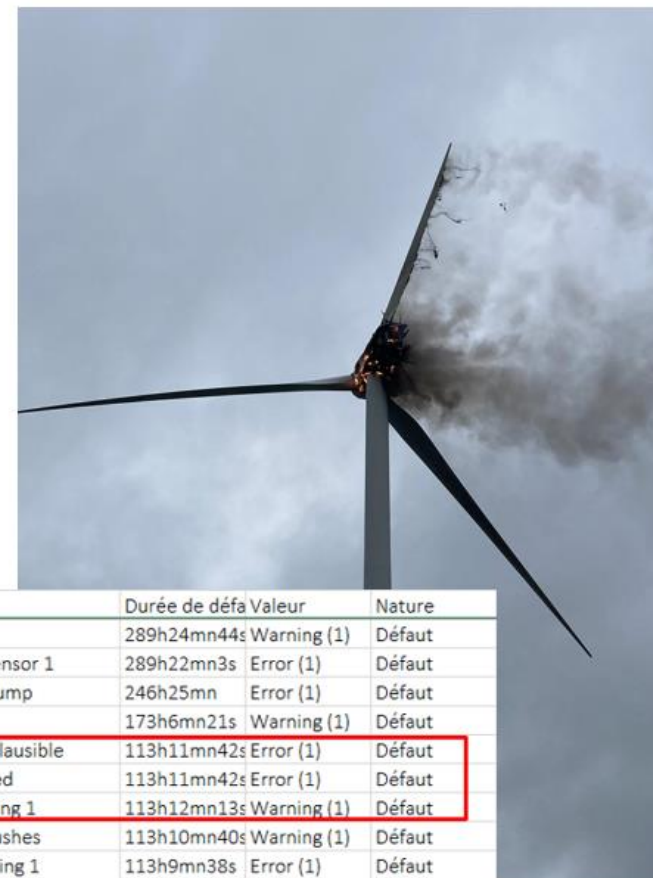 Durée de défa Valeur Nature
289h24mn44s Warning (1) Défaut
ensor 1 289h22mn3s Error (1) Défaut
ump 246h25mn Error (1) Défaut
173h6mn21s Warning (1) Défaut
lausible 113h11mn42s Error (1) Défaut
ed 113h11mn42s Error (1) Défaut
ng 1 113h12mn13s Warning (1) Défaut
ushes 113h10mn40s Warning (1) Défaut
ing 1 113h9mn38s Error (1) Défaut